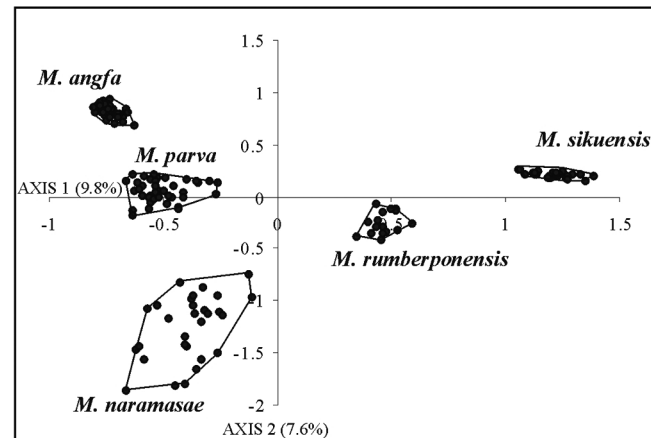 1.5
M. angfa
1
M. sikuensis
M. parva
0.5
AXIS 1 (9.8%)
0
-1
-0.5
0
0.5
1
1.5
-0.5
M. rumberponensis
-1
-1.5
M. naramasae
-2
AXIS 2 (7.6%)